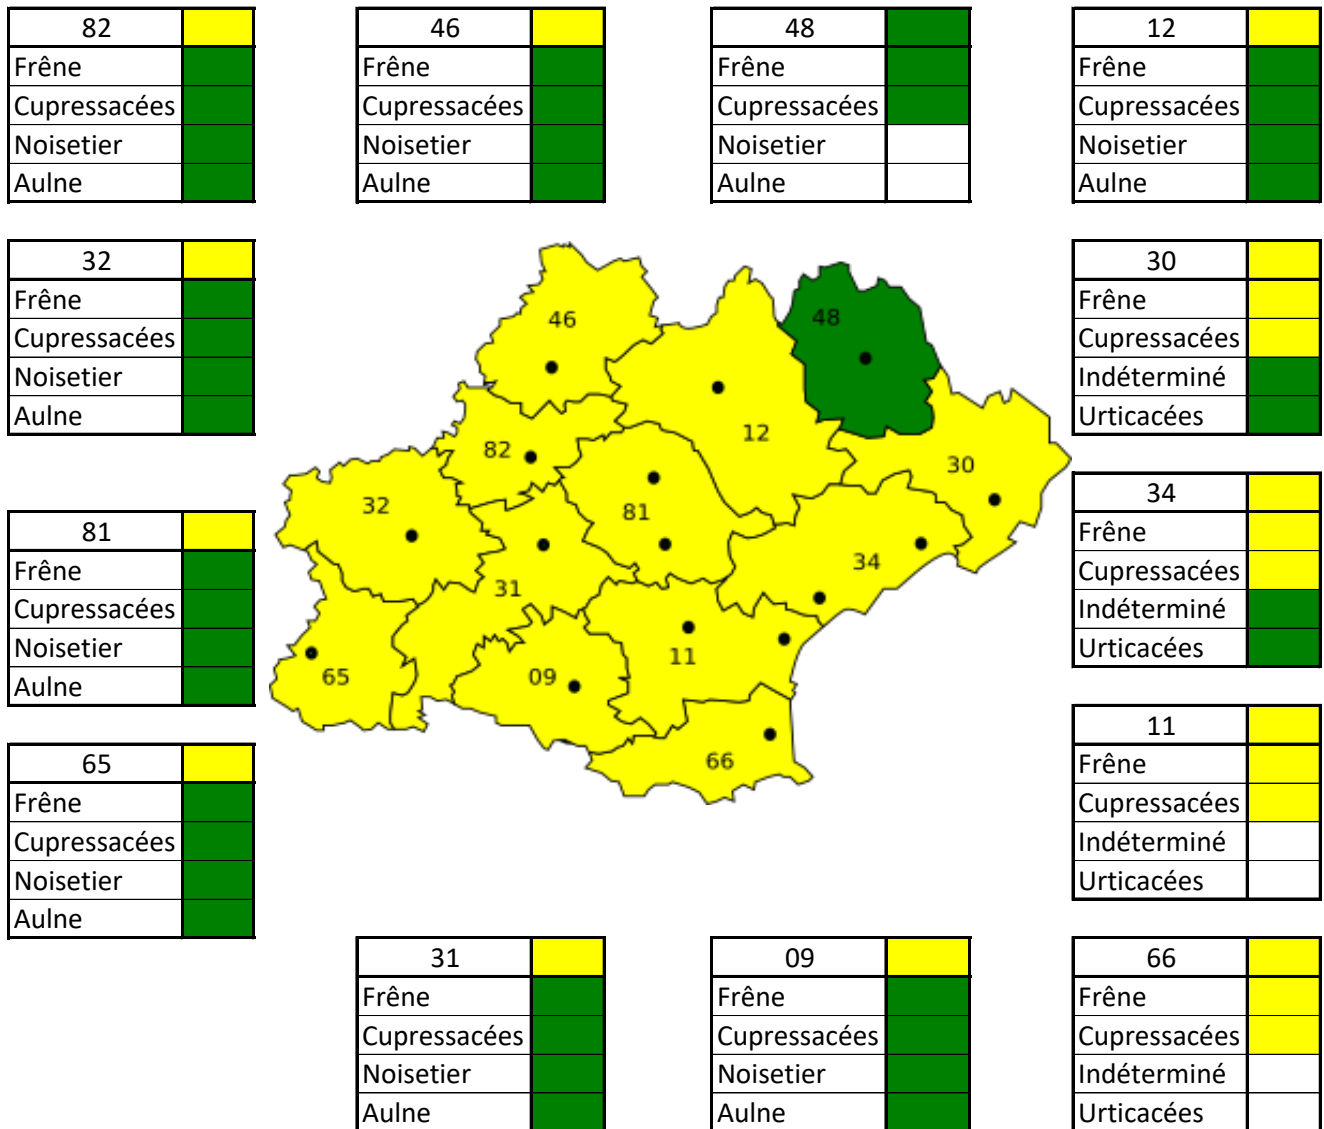 82
Frêne
Cupressacées
Noisetier
Aulne
46
Frêne
Cupressacées
Noisetier
Aulne
48
Frêne
Cupressacées
Noisetier
Aulne
12
Frêne
Cupressacées
Noisetier
Aulne
32
Frêne
Cupressacées
Noisetier
Aulne
30
Frêne
Cupressacées
Indéterminé
Urticacées
46
48
12
82
30
32
81
34
31
11
65
09
66
81
Frêne
Cupressacées
Noisetier
Aulne
34
Frêne
Cupressacées
Indéterminé
Urticacées
65
Frêne
Cupressacées
Noisetier
Aulne
11
Frêne
Cupressacées
Indéterminé
Urticacées
31
Frêne
Cupressacées
Noisetier
Aulne
09
Frêne
Cupressacées
Noisetier
Aulne
66
Frêne
Cupressacées
Indéterminé
Urticacées